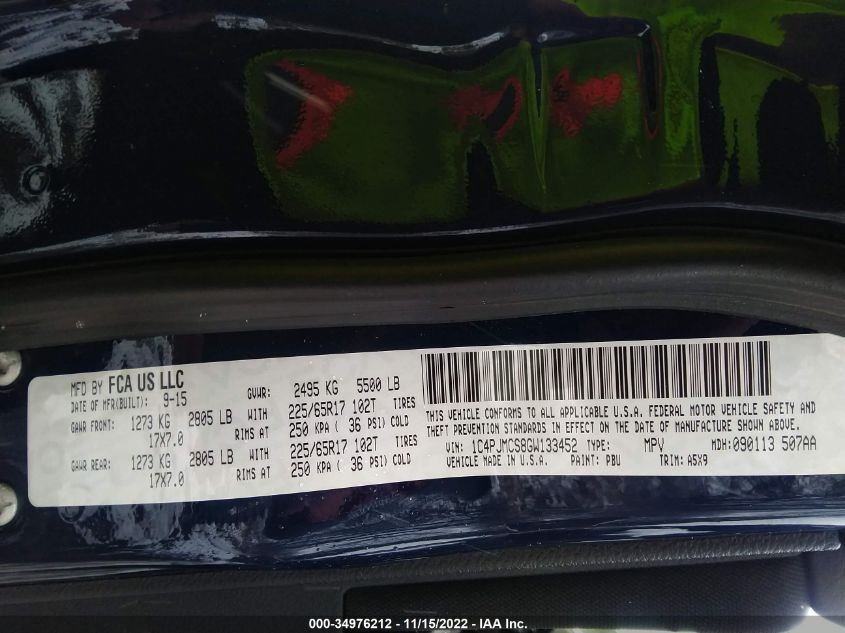 MFD BY FCA US LLC
DATE OF MFR(BUILT): 9-15
GVWR: 2495 KG 5500 LB
GAWR FRONT: 1273 KG 2805 LB WITH 225/65R17 102T TIRES
17X7.0 RIMS AT 250 KPA ( 36 PSI) COLD
GAWR REAR: 1273 KG 2805 LB WITH 225/65R17 102T TIRES
17X7.0 RIMS AT 250 KPA ( 36 PSI) COLD
THIS VEHICLE CONFORMS TO ALL APPLICABLE U.S.A. FEDERAL MOTOR VEHICLE SAFETY AND
THEFT PREVENTION STANDARDS IN EFFECT ON THE DATE OF MANUFACTURE SHOWN ABOVE.
VIN: 1C4PJMCS8GW133452 TYPE: MPV MDH: 090113 507AA
VEHICLE MADE IN U.S.A. PAINT: PBU TRIM: A5X9
000-34976212 - 11/15/2022 - IAA Inc.